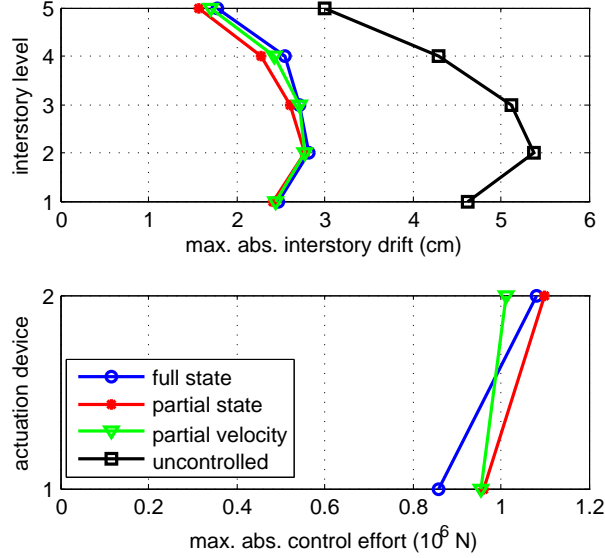 5
4
3
2
1
interstory level
0 1 2 3 4 5 6
max. abs. interstory drift (cm)
2
1
actuation device
full state
partial state
partial velocity
uncontrolled
0 0.2 0.4 0.6 0.8 1 1.2
max. abs. control effort (10^6 N)